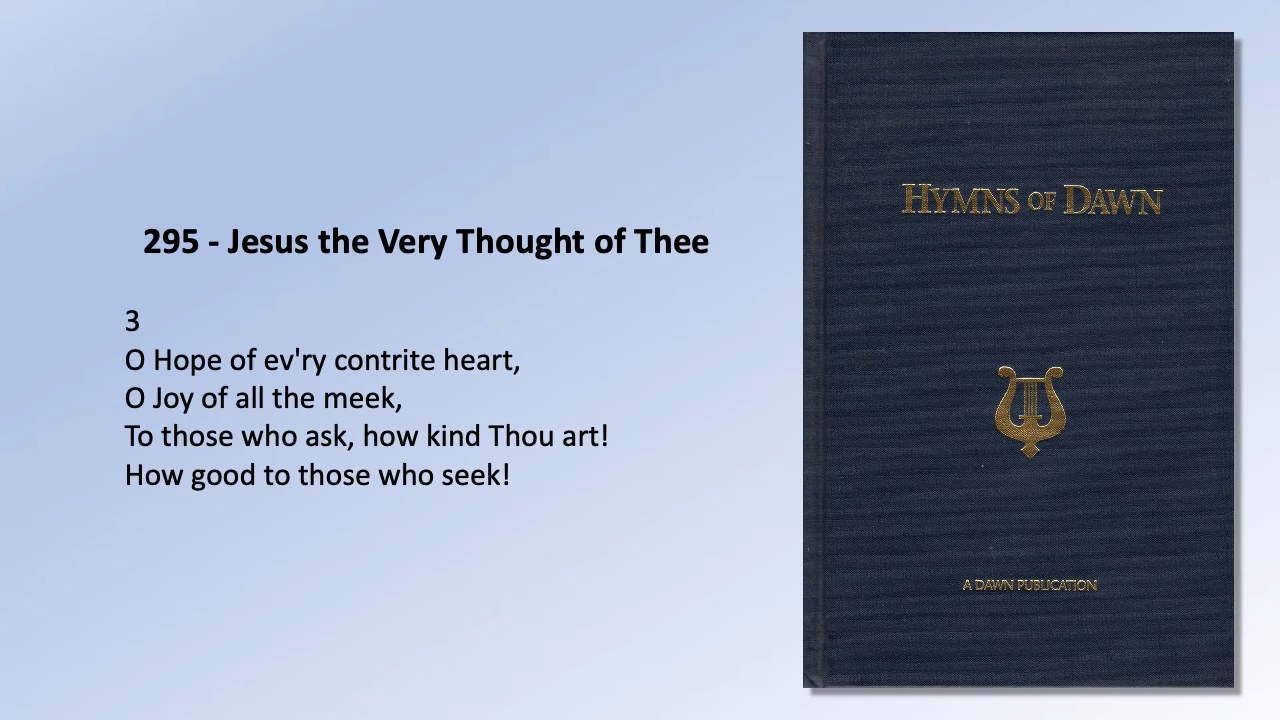 295 - Jesus the Very Thought of Thee
3
O Hope of ev'ry contrite heart,
O Joy of all the meek,
To those who ask, how kind Thou art!
How good to those who seek!
HYMNS OF DAWN
A DAWN PUBLICATION